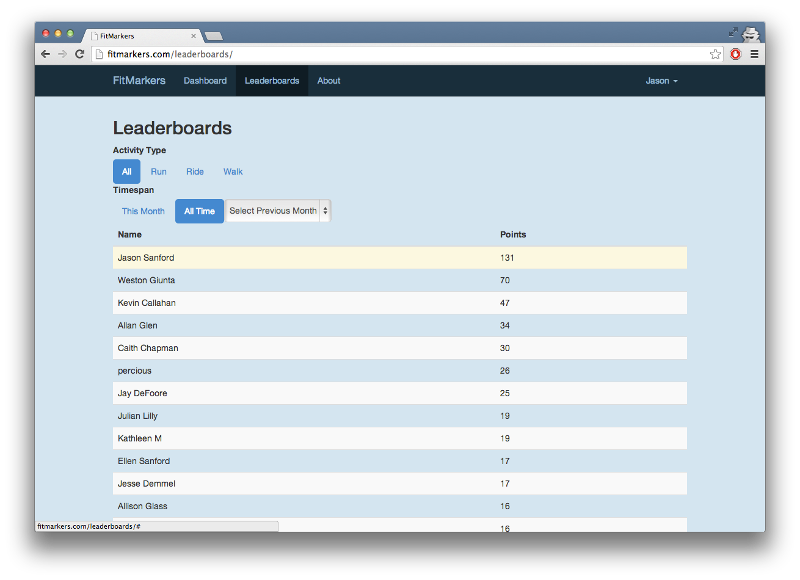 FitMarkers
fitmarkers.com/leaderboards/
FitMarkers Dashboard Leaderboards About Jason
Leaderboards
Activity Type
All Run Ride Walk
Timespan
This Month All Time Select Previous Month
Name Points
Jason Sanford 131
Weston Giunta 70
Kevin Callahan 47
Allan Glen 34
Caith Chapman 30
percious 26
Jay DeFoore 25
Julian Lilly 19
Kathleen M 19
Ellen Sanford 17
Jesse Demmel 17
Allison Glass 16
fitmarkers.com/leaderboards/# 16